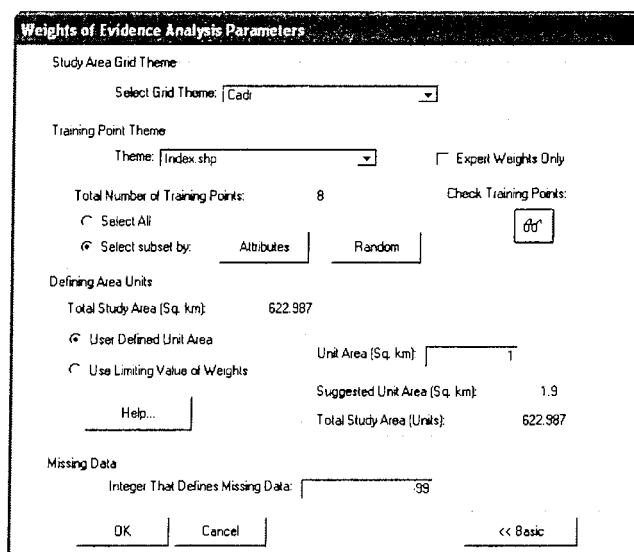 Weights of Evidence Analysis Parameters
Study Area Grid Theme
Select Grid Theme: Cadr
Training Point Theme
Theme: Index.shp
Expert Weights Only
Total Number of Training Points: 8
Check Training Points:
Select All
Select subset by: Attributes Random
Defining Area Units
Total Study Area (Sq. km): 622.987
User Defined Unit Area
Unit Area (Sq. km): 1
Use Limiting Value of Weights
Suggested Unit Area (Sq. km): 1.9
Help...
Total Study Area (Units): 622.987
Missing Data
Integer That Defines Missing Data: -99
OK Cancel << Basic